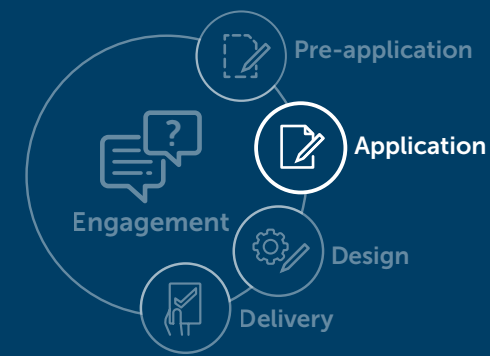 Pre-application
?
Application
Engagement
Design
Delivery